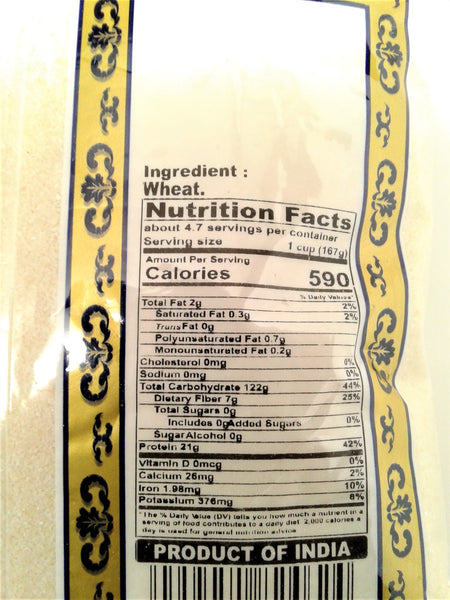 Ingredient :
Wheat.
Nutrition Facts
about 4.7 servings per container
Serving size 1 cup (167g)
Amount Per Serving
Calories 590
% Daily Value*
Total Fat 2g 2%
Saturated Fat 0.3g 2%
Trans Fat 0g
Polyunsaturated Fat 0.7g
Monounsaturated Fat 0.2g
Cholesterol 0mg 0%
Sodium 0mg 0%
Total Carbohydrate 122g 44%
Dietary Fiber 7g 25%
Total Sugars 0g
Includes 0g Added Sugars 0%
Sugar Alcohol 0g
Protein 21g 42%
Vitamin D 0mcg 0%
Calcium 26mg 2%
Iron 1.98mg 10%
Potassium 376mg 8%
*The % Daily Value (DV) tells you how much a nutrient in a
serving of food contributes to a daily diet. 2,000 calories a
day is used for general nutrition advice
PRODUCT OF INDIA